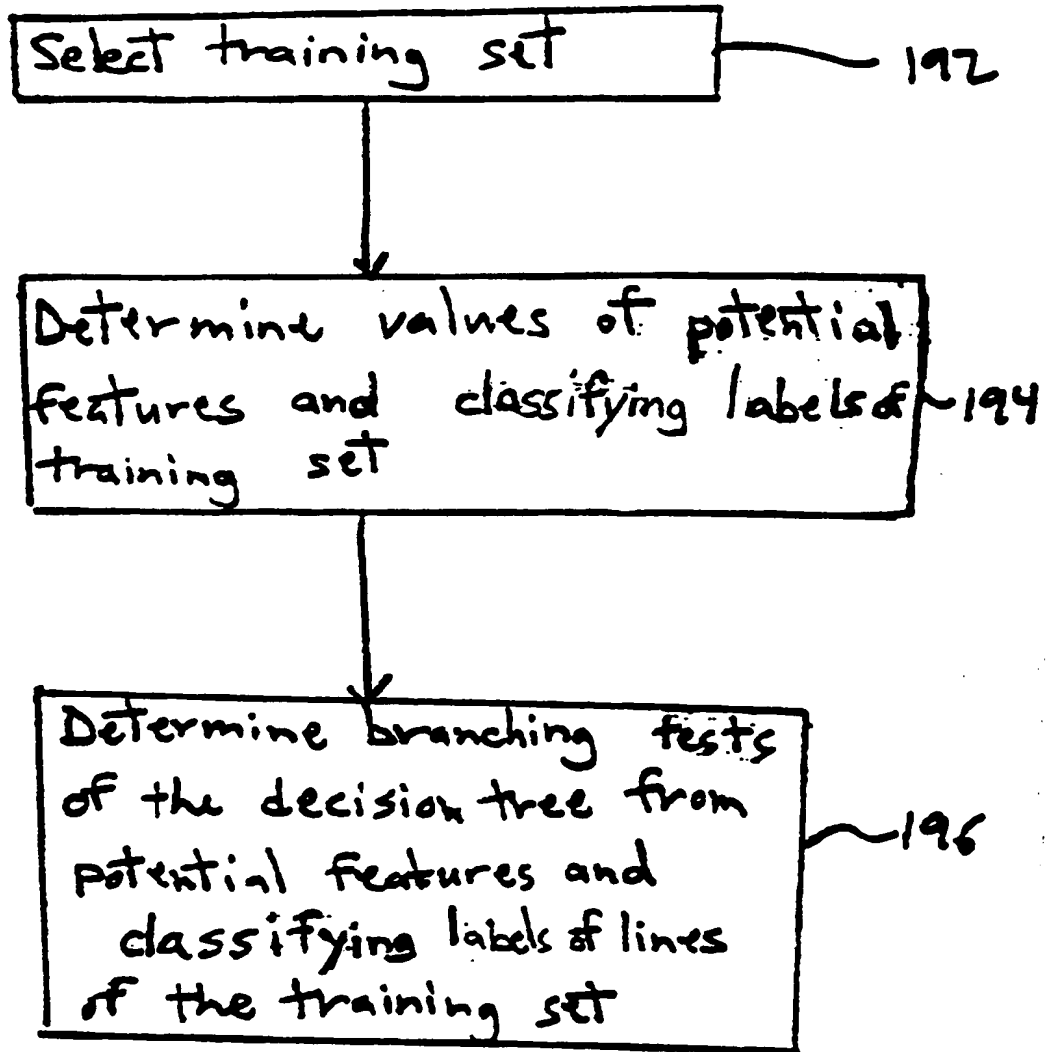 Select training set
192
Determine values of potential
features and classifying labels of
training set
194
Determine branching tests
of the decision tree from
potential features and
classifying labels of lines
of the training set
196